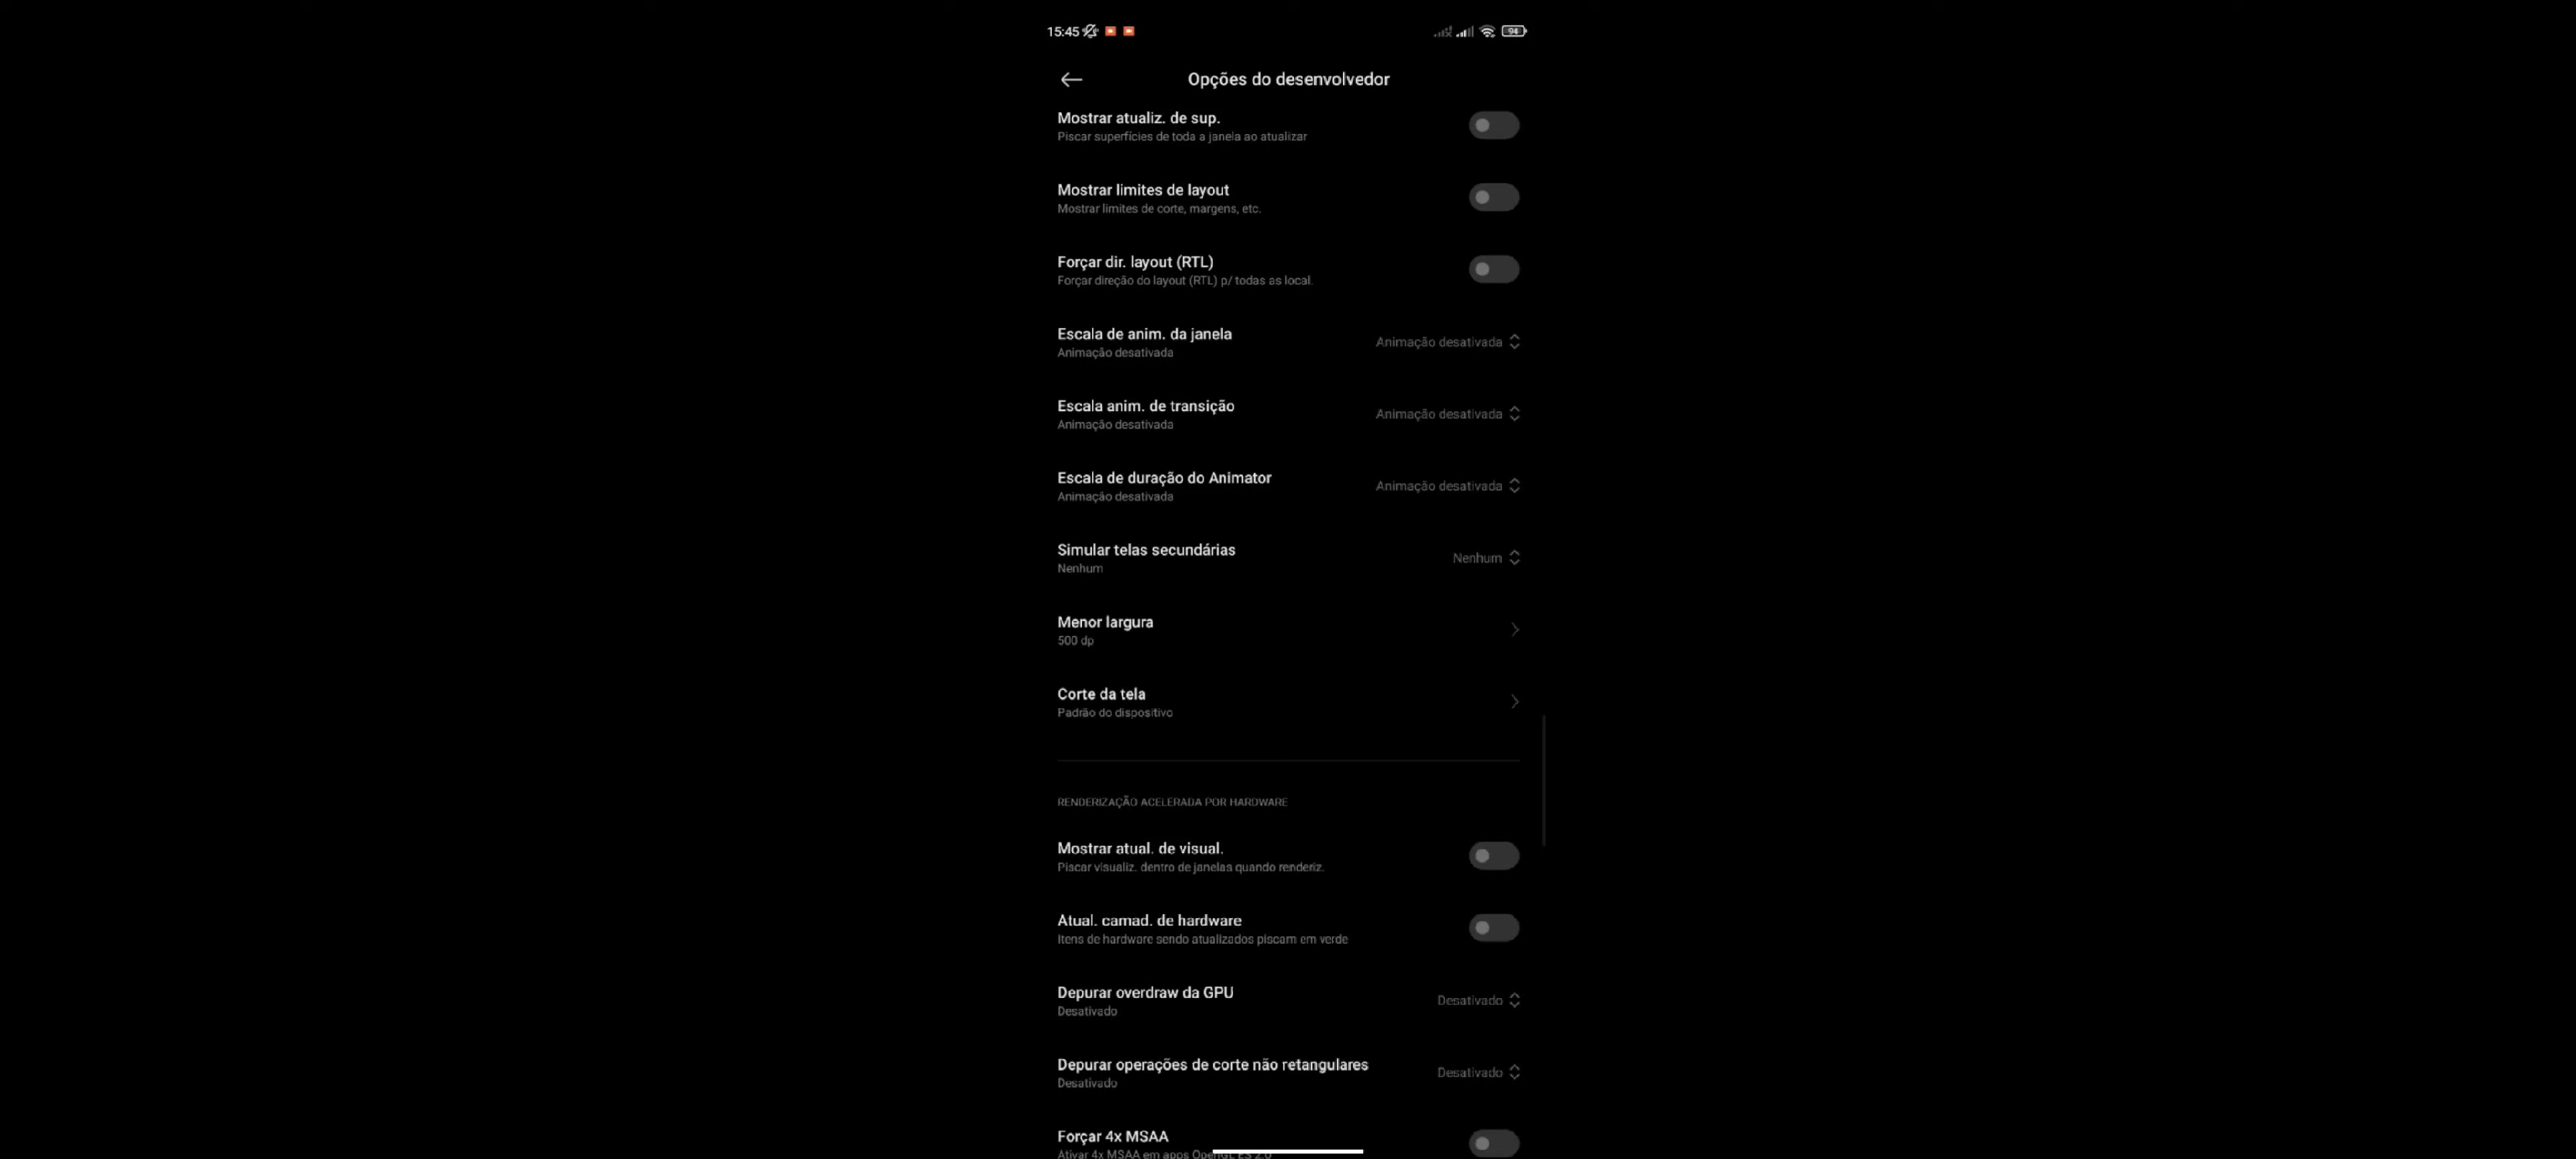 15:45
94
Opções do desenvolvedor
Mostrar atualiz. de sup.
Piscar superfícies de toda a janela ao atualizar
Mostrar limites de layout
Mostrar limites de corte, margens, etc.
Forçar dir. layout (RTL)
Forçar direção do layout (RTL) p/ todas as local.
Escala de anim. da janela
Animação desativada
Animação desativada
Escala anim. de transição
Animação desativada
Animação desativada
Escala de duração do Animator
Animação desativada
Animação desativada
Simular telas secundárias
Nenhum
Nenhum
Menor largura
500 dp
Corte da tela
Padrão do dispositivo
RENDERIZAÇÃO ACELERADA POR HARDWARE
Mostrar atual. de visual.
Piscar visualiz. dentro de janelas quando renderiz.
Atual. camad. de hardware
Itens de hardware sendo atualizados piscam em verde
Depurar overdraw da GPU
Desativado
Desativado
Depurar operações de corte não retangulares
Desativado
Desativado
Forçar 4x MSAA
Ativar 4x MSAA em apps OpenGL ES 2.0